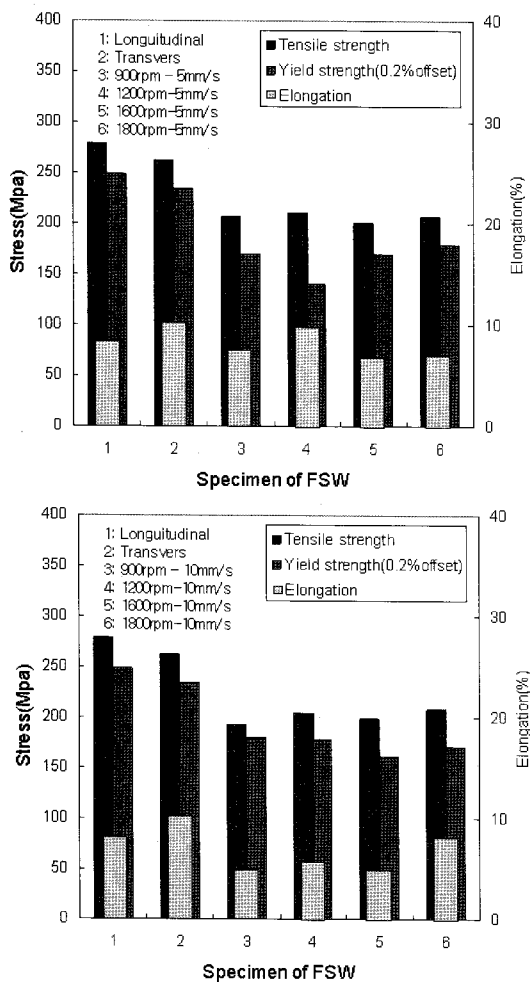 400
350
300
250
200
150
100
50
0
Stress(Mpa)
1: Longuitudinal
2: Transvers
3: 900rpm-5mm/s
4: 1200rpm-5mm/s
5: 1600rpm-5mm/s
6: 1800rpm-5mm/s
Tensile strength
Yield strength(0.2%offset)
Elongation
40
30
20
10
0
Elongation(%)
1 2 3 4 5 6
Specimen of FSW
400
350
300
250
200
150
100
50
0
Stress(Mpa)
1: Longuitudinal
2: Transvers
3: 900rpm-10mm/s
4: 1200rpm-10mm/s
5: 1600rpm-10mm/s
6: 1800rpm-10mm/s
Tensile strength
Yield strength(0.2%offset)
Elongation
40
30
20
10
0
Elongation(%)
1 2 3 4 5 6
Specimen of FSW